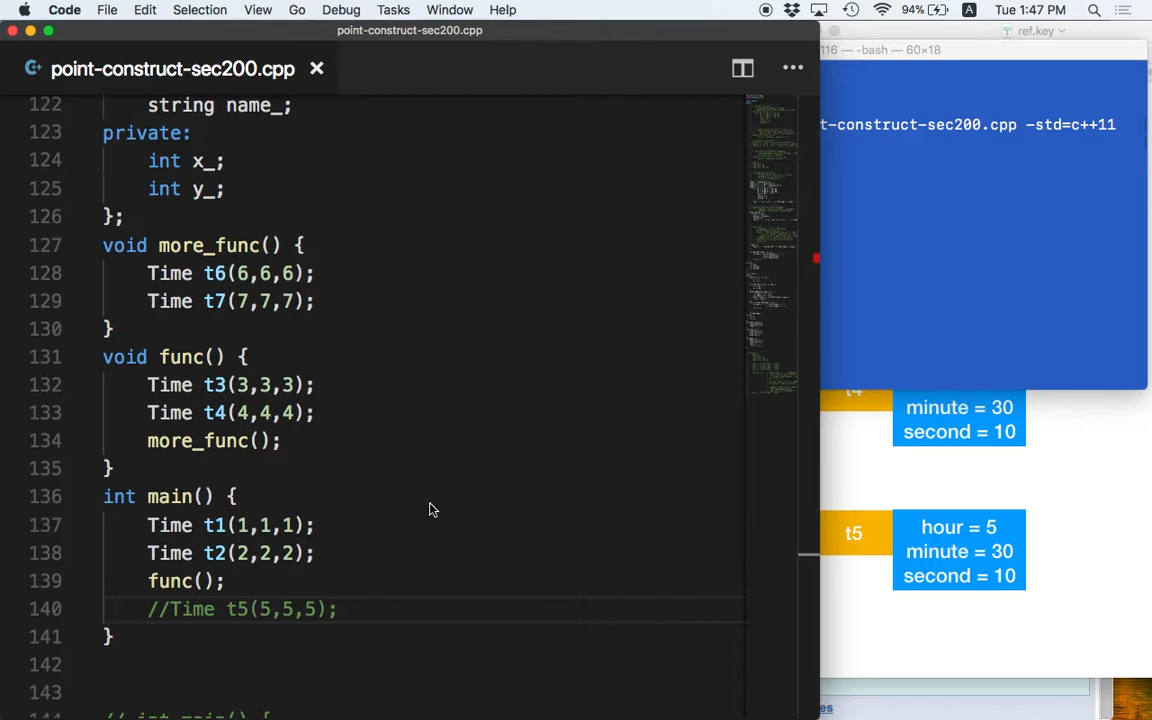 Code File Edit Selection View Go Debug Tasks Window Help 94% A Tue 1:47 PM
point-construct-sec200.cpp
ref.key
116 — -bash — 60×18
point-construct-sec200.cpp
t-construct-sec200.cpp -std=c++11
122 string name_;
123 private:
124 int x_;
125 int y_;
126 };
127 void more_func() {
128 Time t6(6,6,6);
129 Time t7(7,7,7);
130 }
131 void func() {
132 Time t3(3,3,3);
133 Time t4(4,4,4);
134 more_func();
135 }
136 int main() {
137 Time t1(1,1,1);
138 Time t2(2,2,2);
139 func();
140 //Time t5(5,5,5);
141 }
142
143
144 // int main() {
t4
minute = 30
second = 10
t5
hour = 5
minute = 30
second = 10